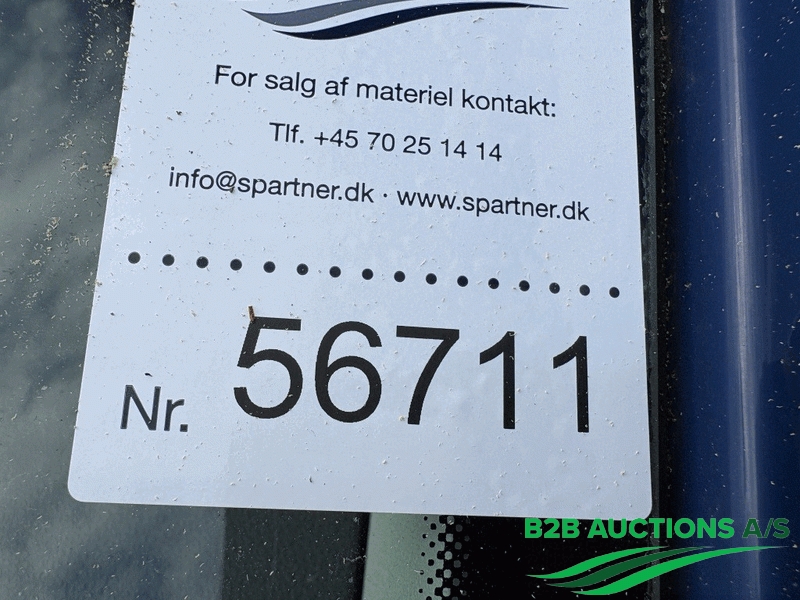 For salg af materiel kontakt:
Tlf. +45 70 25 14 14
info@spartner.dk · www.spartner.dk
Nr. 56711
B2B AUCTIONS A/S